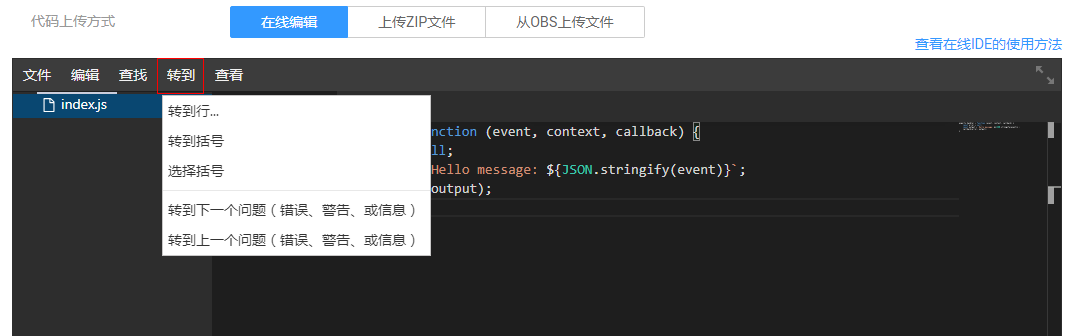 代码上传方式 在线编辑 上传ZIP文件 从OBS上传文件
查看在线IDE的使用方法
文件 编辑 查找 转到 查看
index.js
转到行...
转到括号
选择括号
转到下一个问题（错误、警告、或信息）
转到上一个问题（错误、警告、或信息）
nction (event, context, callback) {
ll;
Hello message: ${JSON.stringify(event)}`;
output);